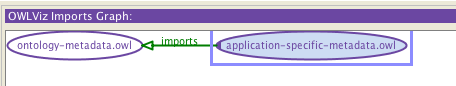 OWLViz Imports Graph:
ontology-metadata.owl imports application-specific-metadata.owl